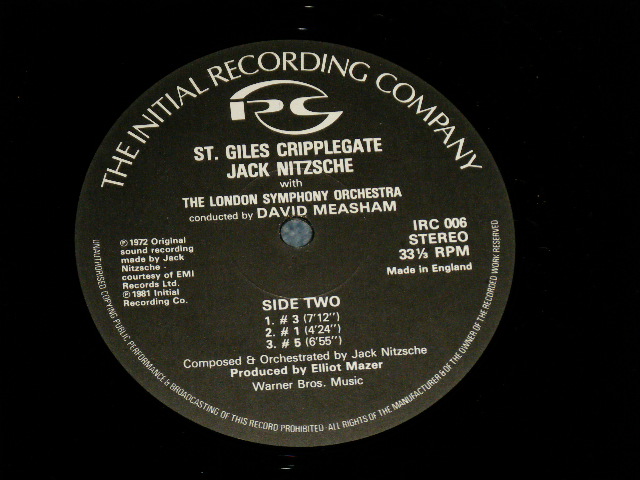 THE INITIAL RECORDING COMPANY
irc
ST. GILES CRIPPLEGATE
JACK NITZSCHE
with
THE LONDON SYMPHONY ORCHESTRA
conducted by DAVID MEASHAM
℗ 1972 Original
sound recording
made by Jack
Nitzsche -
courtesy of EMI
Records Ltd.
℗ 1981 Initial
Recording Co.
IRC 006
STEREO
33⅓ RPM
Made in England
SIDE TWO
1. # 3 (7'12'')
2. # 1 (4'24'')
3. # 5 (6'55'')
Composed & Orchestrated by Jack Nitzsche
Produced by Elliot Mazer
Warner Bros. Music
UNAUTHORISED COPYING PUBLIC PERFORMANCE & BROADCASTING OF THIS RECORD PROHIBITED · ALL RIGHTS OF THE MANUFACTURER & OF THE OWNER OF THE RECORDED WORK RESERVED